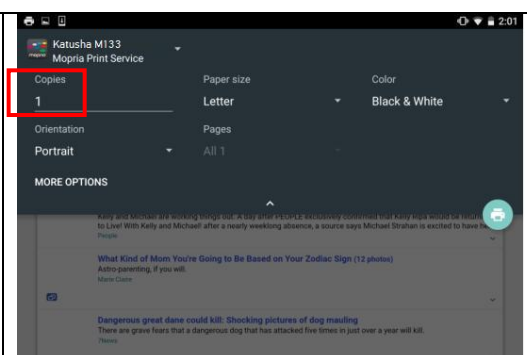 2:01
Katusha M133
mopria Mopria Print Service
Copies Paper size Color
1 Letter Black & White
Orientation Pages
Portrait All 1
MORE OPTIONS
Kelly and Michael are working things out. A day after PEOPLE exclusively confirmed that Kelly Ripa would be
to Live! With Kelly and Michael! after a nearly weeklong absence, a source says Michael Strahan is excited to have
People
What Kind of Mom You're Going to Be Based on Your Zodiac Sign (12 photos)
Astro-parenting, if you will.
Marie Claire
Dangerous great dane could kill: Shocking pictures of dog mauling
There are grave fears that a dangerous dog that has attacked five times in just over a year will kill.
7News